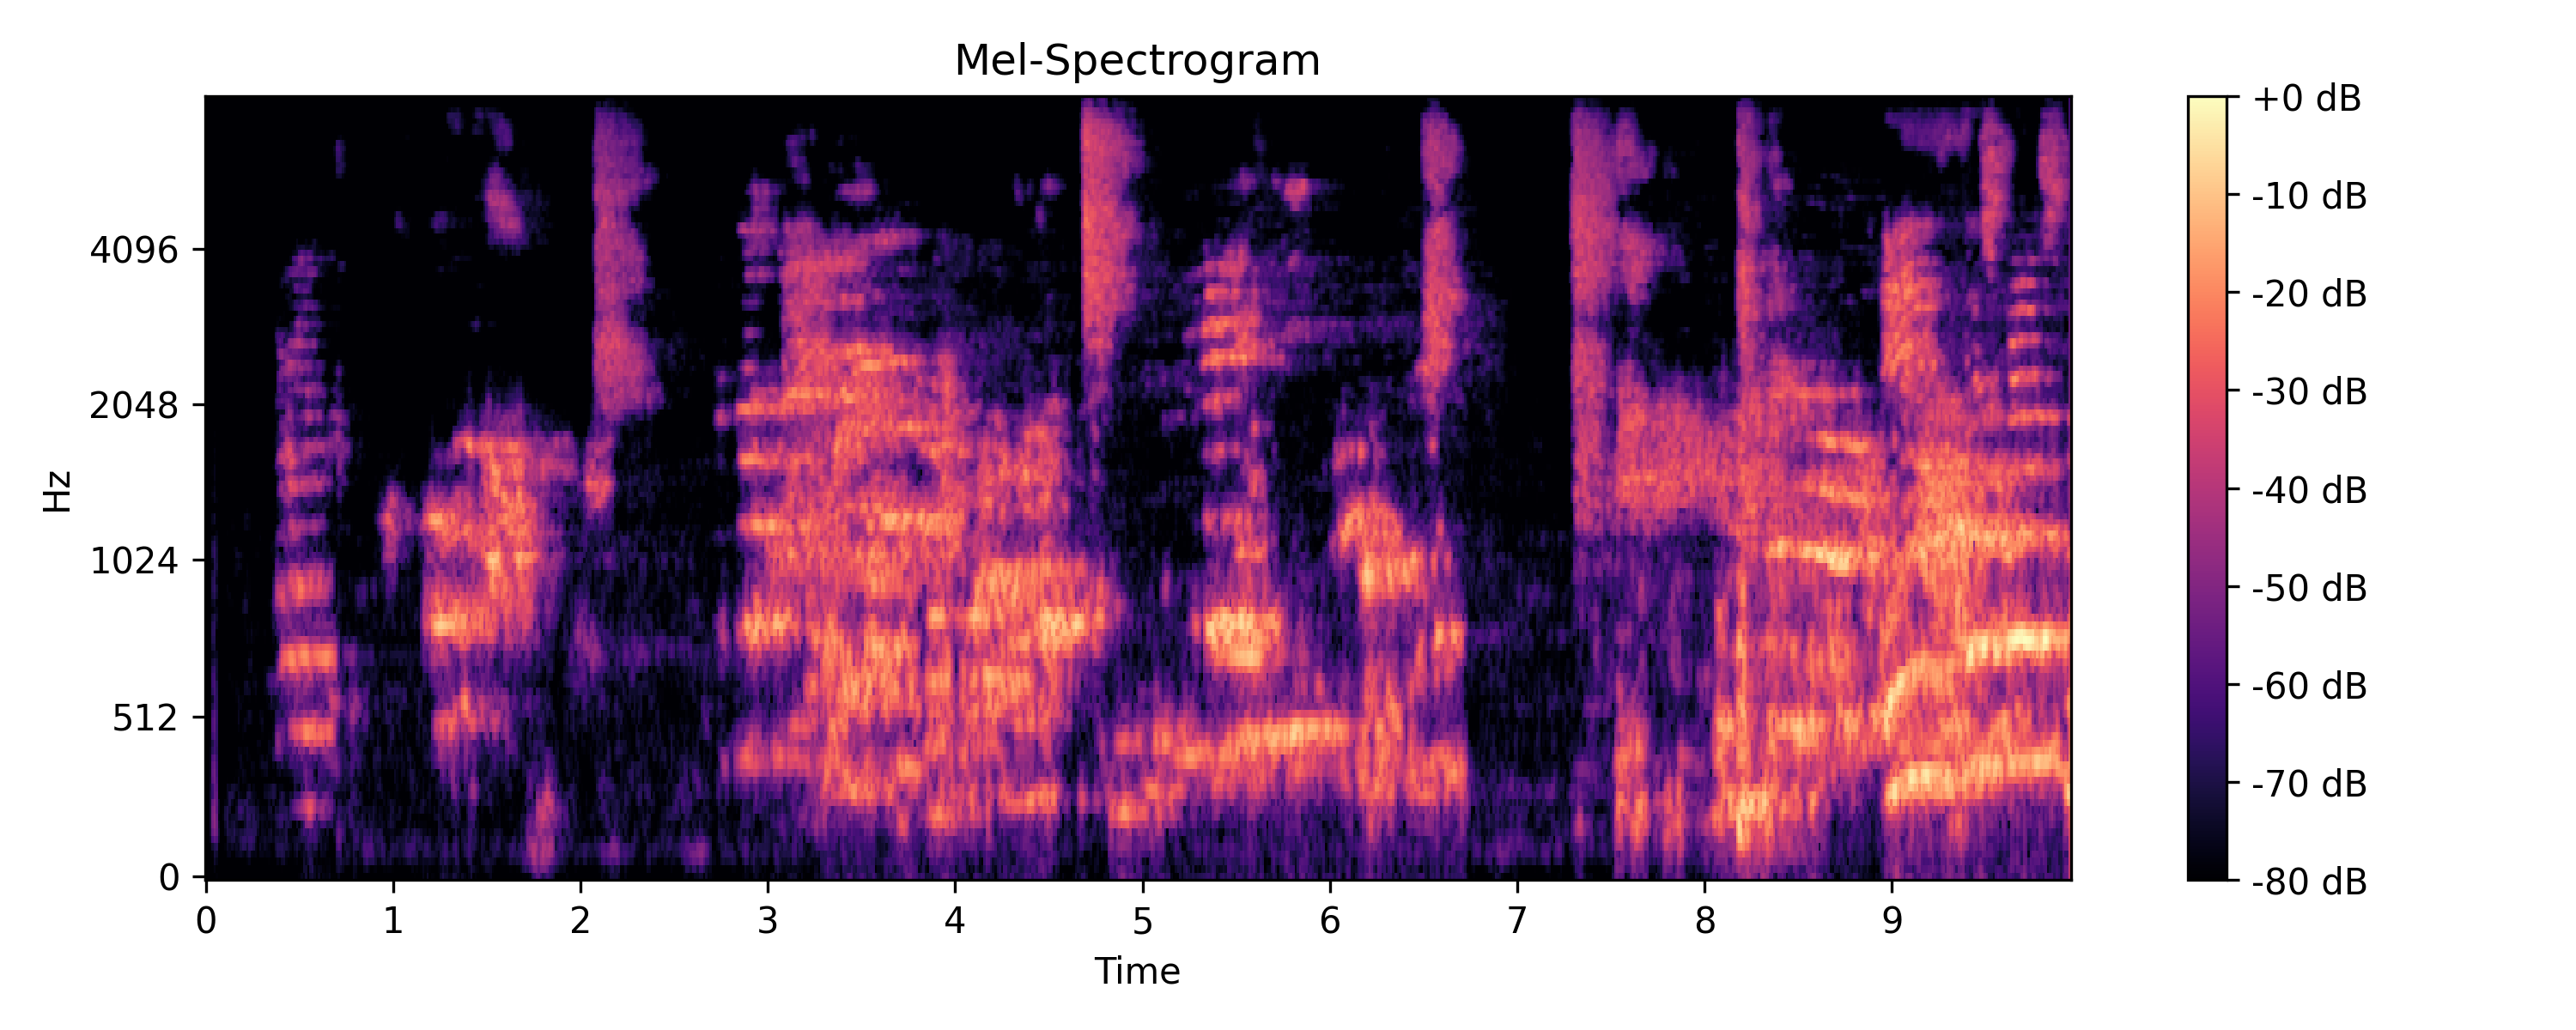 Mel-Spectrogram
Hz
4096
2048
1024
512
0
0 1 2 3 4 5 6 7 8 9
Time
+0 dB
-10 dB
-20 dB
-30 dB
-40 dB
-50 dB
-60 dB
-70 dB
-80 dB